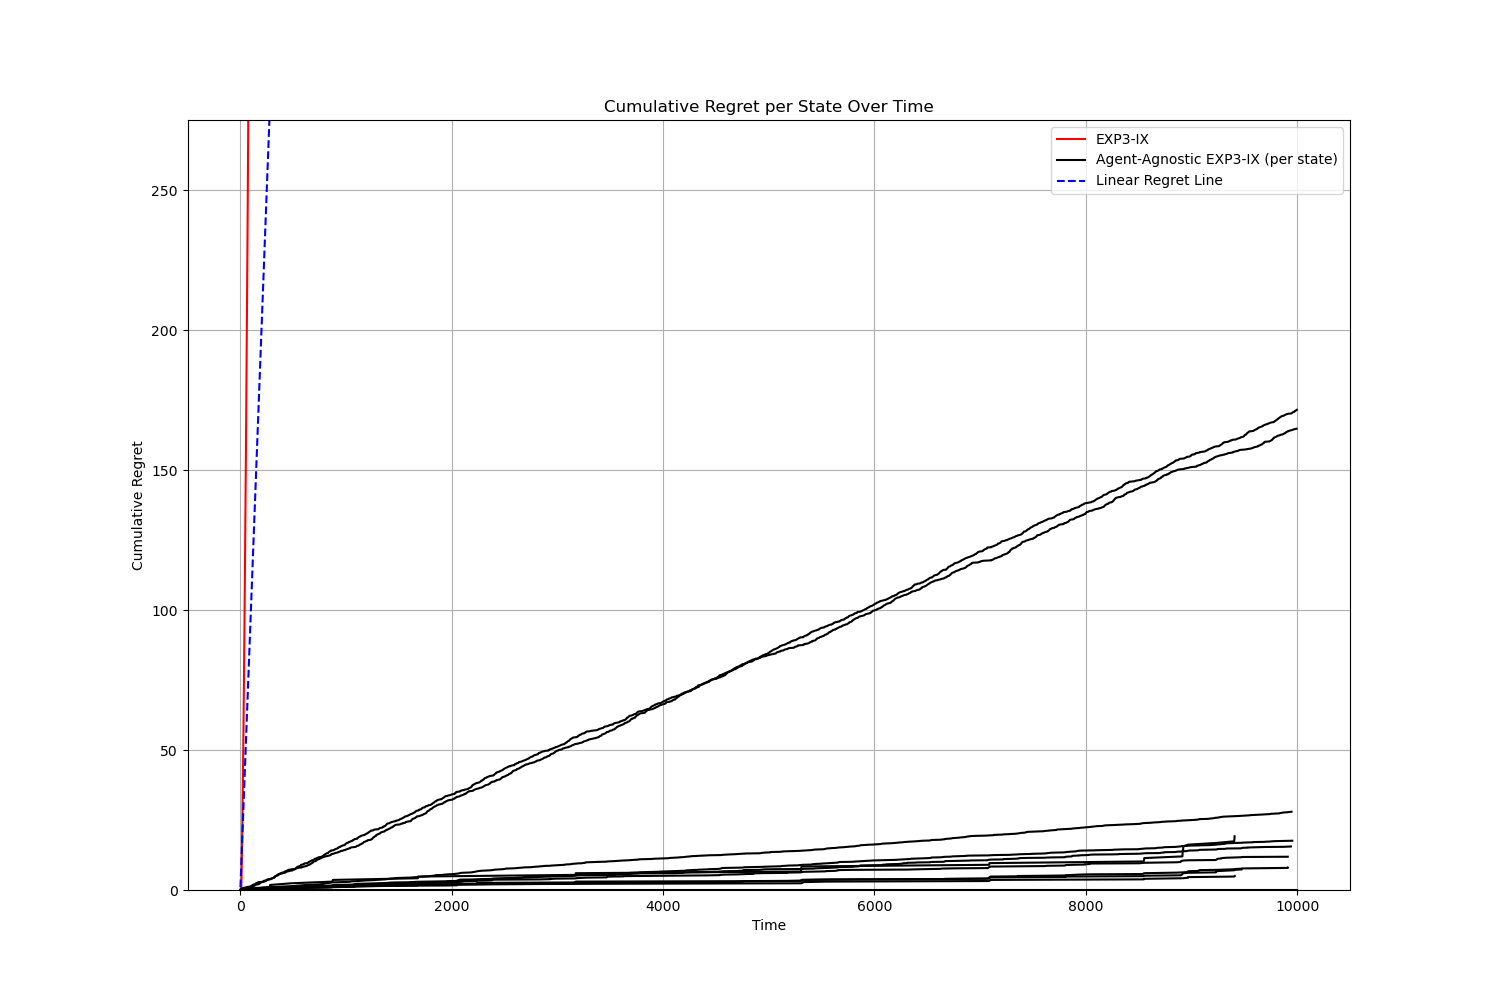 Cumulative Regret per State Over Time
EXP3-IX
Agent-Agnostic EXP3-IX (per state)
Linear Regret Line
Cumulative Regret
250
200
150
100
50
0
0 2000 4000 6000 8000 10000
Time